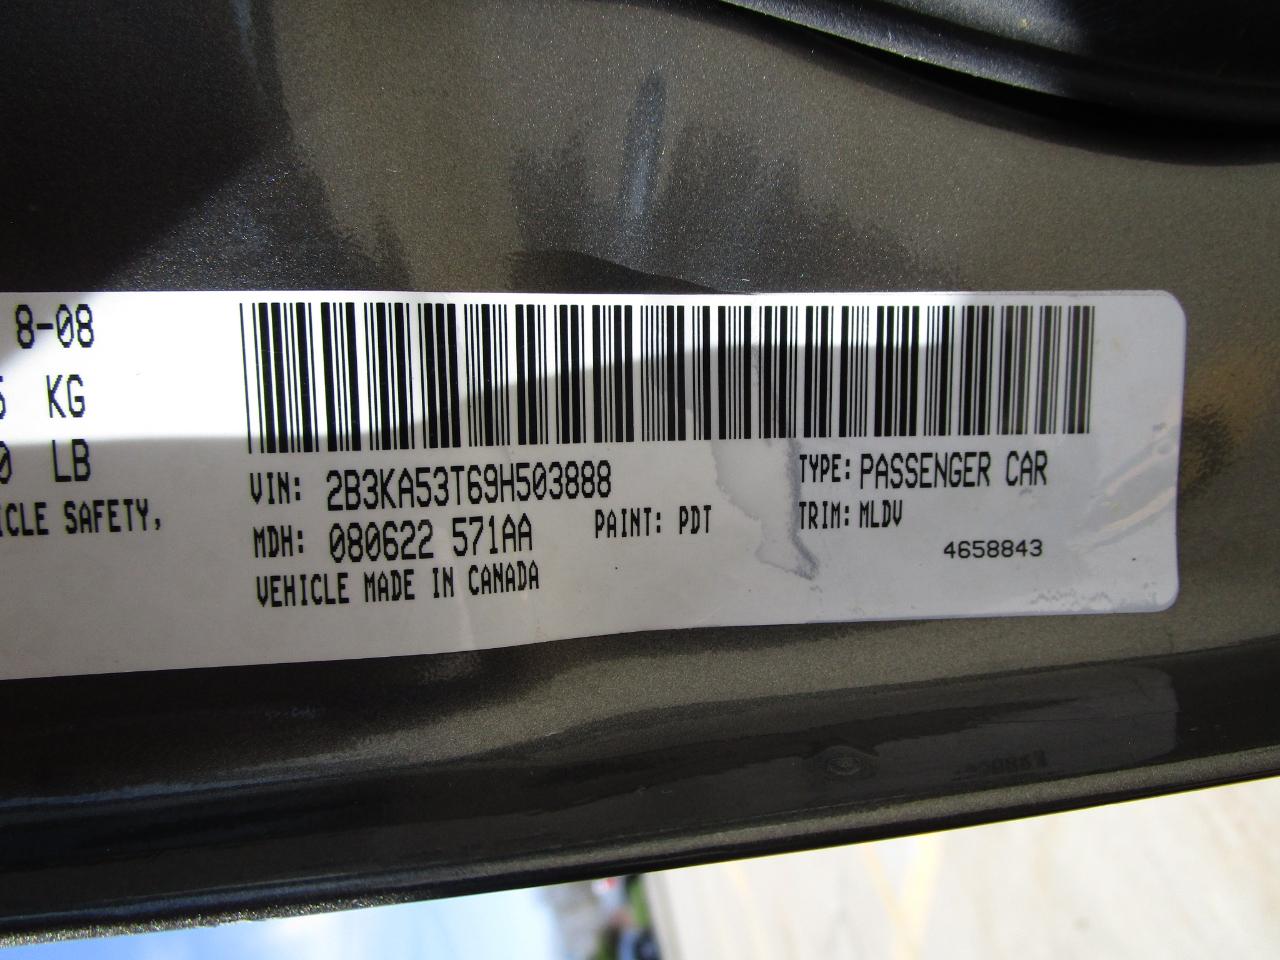 8-08
KG
LB
ICLE SAFETY,
VIN: 2B3KA53T69H503888
TYPE: PASSENGER CAR
MDH: 080622 571AA
PAINT: PDT
TRIM: MLDV
VEHICLE MADE IN CANADA
4658843